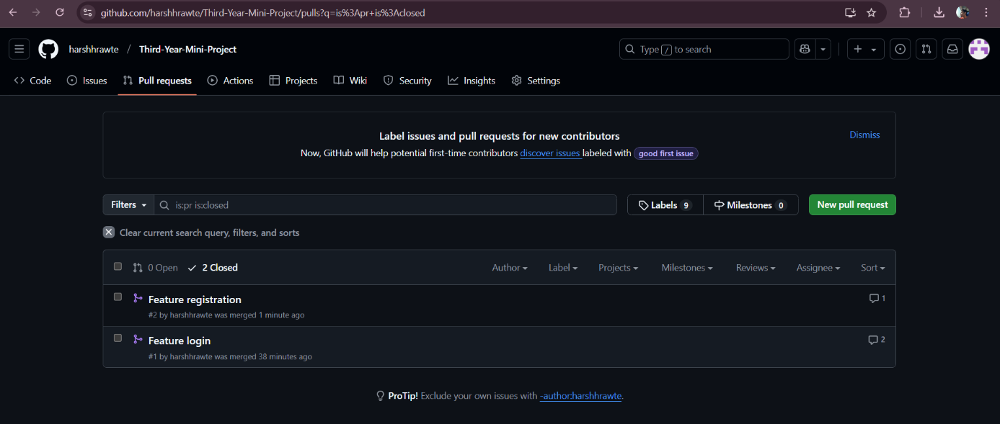 github.com/harshhrawte/Third-Year-Mini-Project/pulls?q=is%3Apr+is%3Aclosed
harshhrawte / Third-Year-Mini-Project
Type / to search
Code Issues Pull requests Actions Projects Wiki Security Insights Settings
Label issues and pull requests for new contributors
Dismiss
Now, GitHub will help potential first-time contributors discover issues labeled with good first issue
Filters is:pr is:closed Labels 9 Milestones 0 New pull request
Clear current search query, filters, and sorts
0 Open 2 Closed Author Label Projects Milestones Reviews Assignee Sort
Feature registration 1
#2 by harshhrawte was merged 1 minute ago
Feature login 2
#1 by harshhrawte was merged 38 minutes ago
ProTip! Exclude your own issues with -author:harshhrawte.